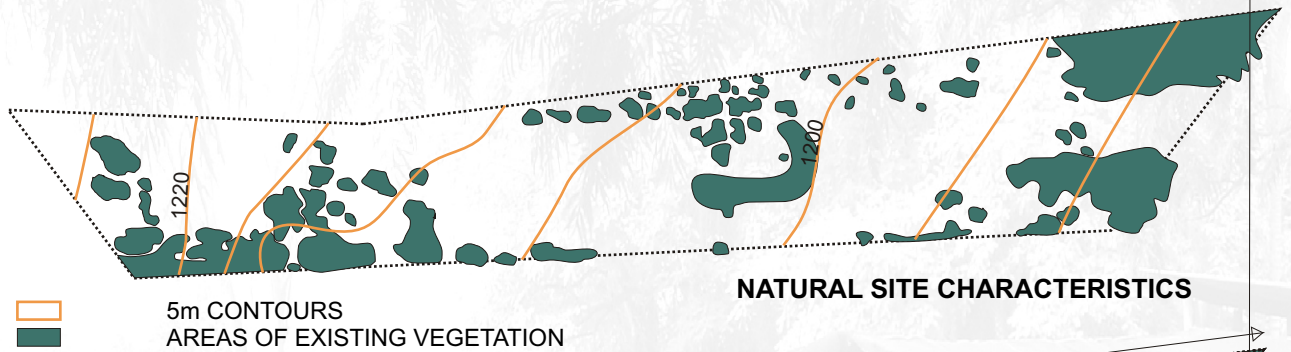 1220
1200
NATURAL SITE CHARACTERISTICS
5m CONTOURS
AREAS OF EXISTING VEGETATION